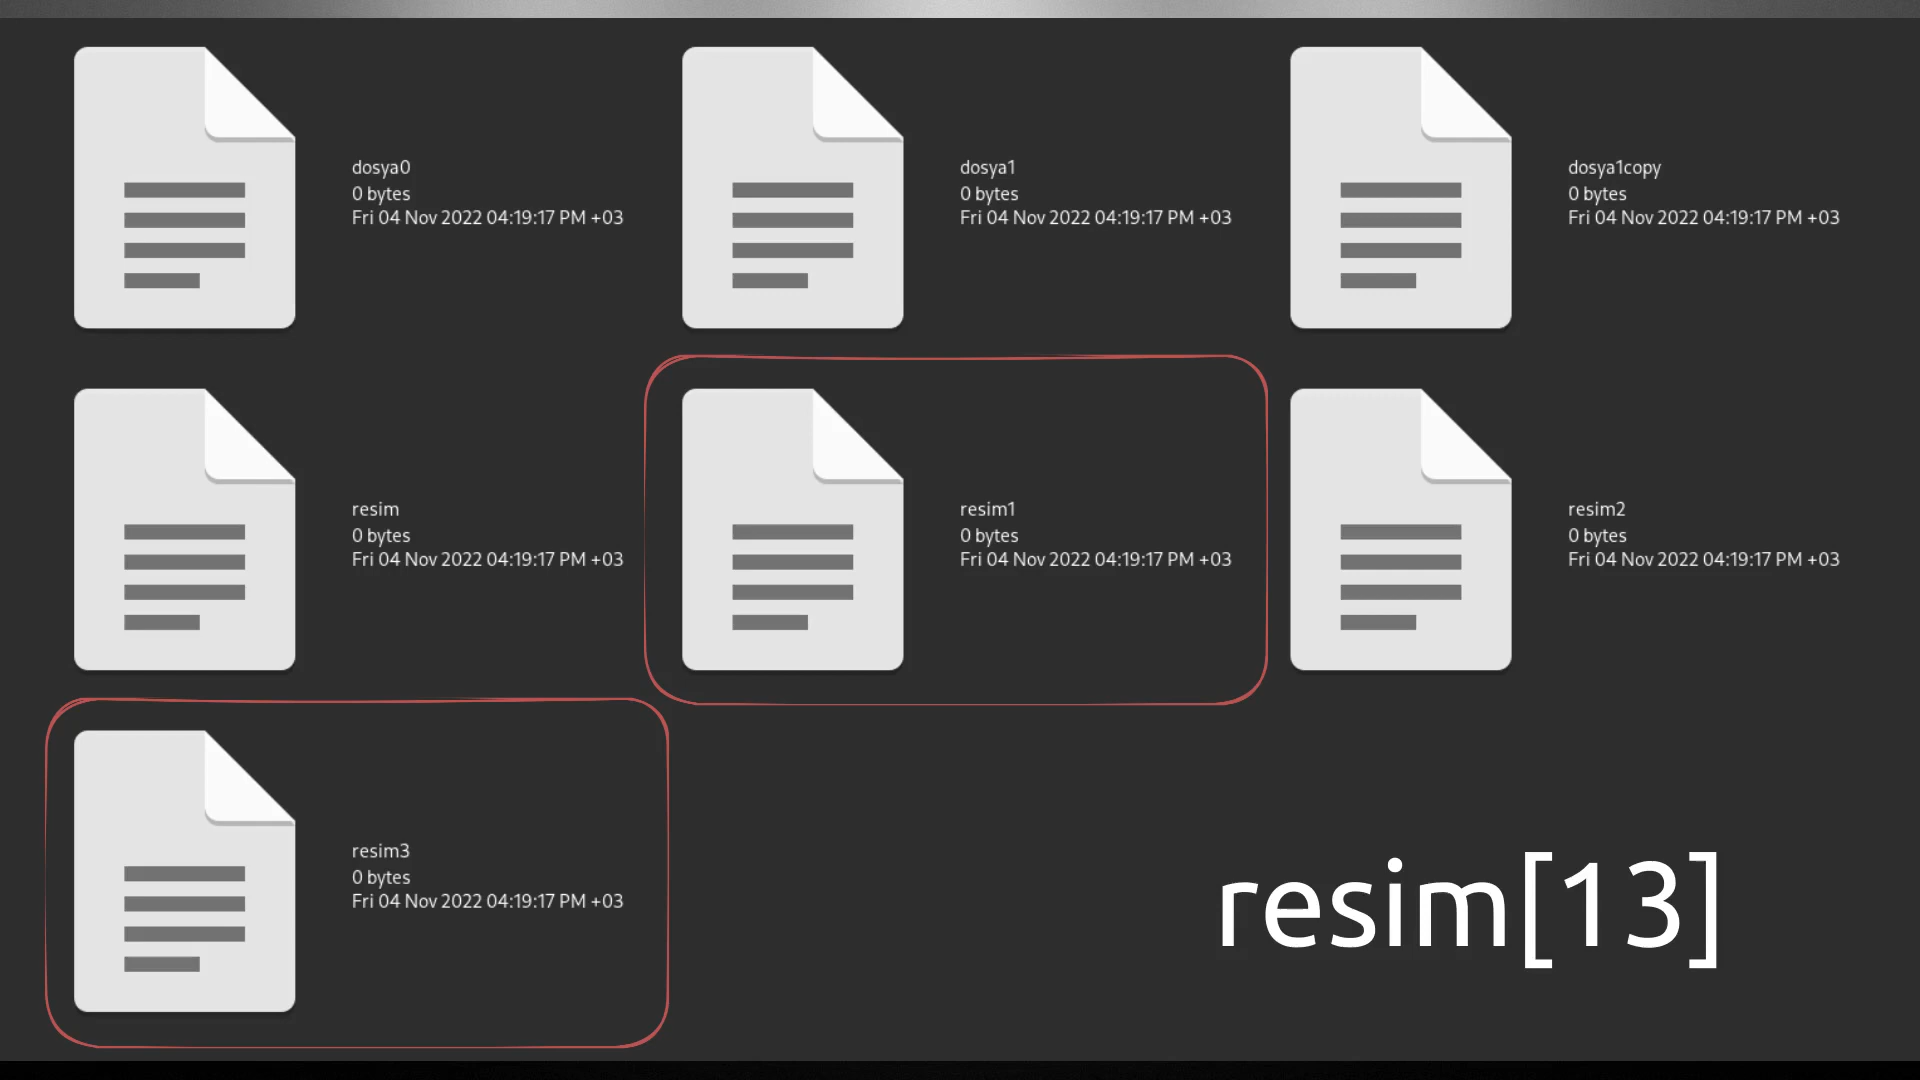 dosya0
0 bytes
Fri 04 Nov 2022 04:19:17 PM +03
dosya1
0 bytes
Fri 04 Nov 2022 04:19:17 PM +03
dosya1copy
0 bytes
Fri 04 Nov 2022 04:19:17 PM +03
resim
0 bytes
Fri 04 Nov 2022 04:19:17 PM +03
resim1
0 bytes
Fri 04 Nov 2022 04:19:17 PM +03
resim2
0 bytes
Fri 04 Nov 2022 04:19:17 PM +03
resim3
0 bytes
Fri 04 Nov 2022 04:19:17 PM +03
resim[13]